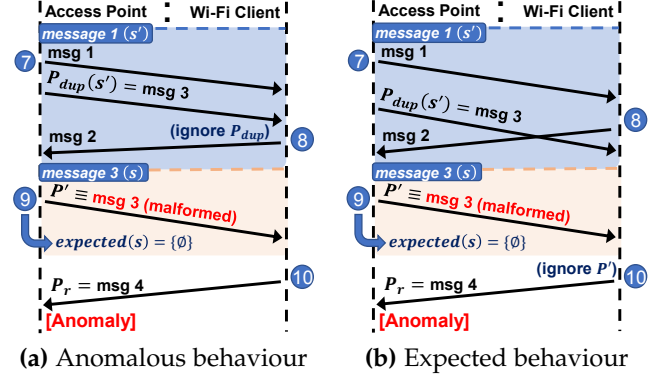 Access Point : Wi-Fi Client
message 1 (s′)
7
msg 1
P_dup(s′) = msg 3
(ignore P_dup)
msg 2
8
message 3 (s)
9
P′ ≡ msg 3 (malformed)
expected(s) = {∅}
10
P_r = msg 4
[Anomaly]
(a) Anomalous behaviour
Access Point : Wi-Fi Client
message 1 (s′)
7
msg 1
P_dup(s′) = msg 3
8
msg 2
message 3 (s)
9
P′ ≡ msg 3 (malformed)
expected(s) = {∅}
(ignore P′)
10
P_r = msg 4
[Anomaly]
(b) Expected behaviour